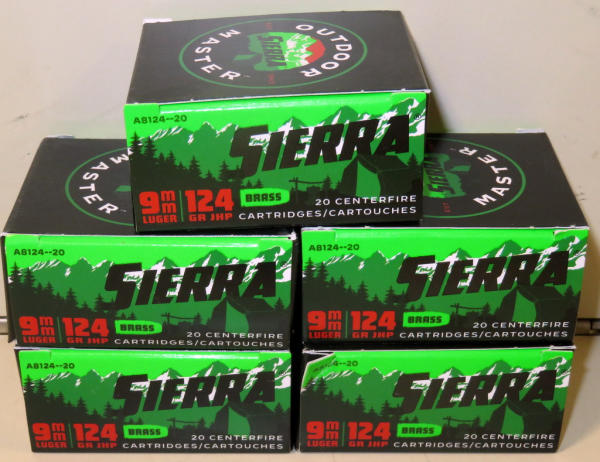 OUTDOOR
SIERRA
MASTER
A8124--20
SIERRA
9mm LUGER 124 GR JHP BRASS
20 CENTERFIRE
CARTRIDGES/CARTOUCHES
MASTER
A8124--20
SIERRA
9mm LUGER 124 GR JHP BRASS
20 CENTERFIRE
CARTRIDGES/CARTOUCHES
MASTER
A8124--20
SIERRA
9mm LUGER 124 GR JHP BRASS
20 CENTERFIRE
CARTRIDGES/CARTOUCHES
A8124--20
SIERRA
9mm LUGER 124 GR JHP BRASS
20 CENTERFIRE
CARTRIDGES/CARTOUCHES
SIERRA
9mm LUGER 124 GR JHP BRASS
20 CENTERFIRE
CARTRIDGES/CARTOUCHES